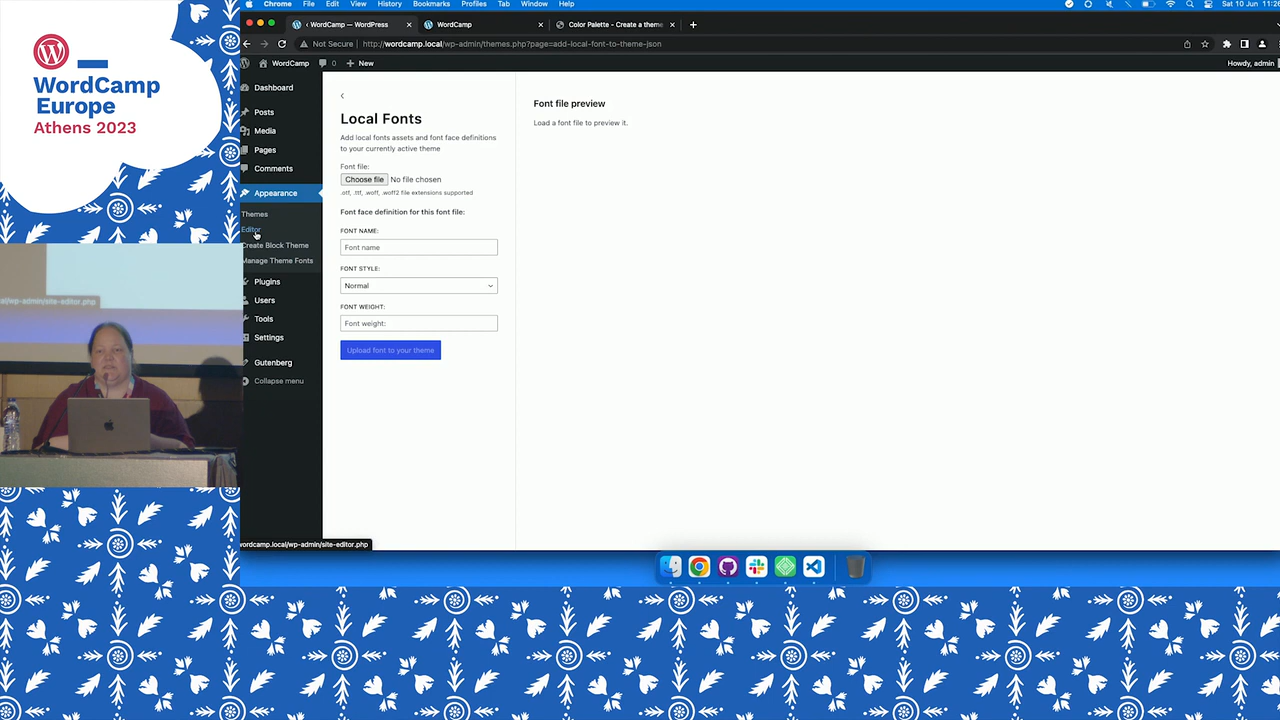 WordCamp
Europe
Athens 2023
Chrome File Edit View History Bookmarks Profiles Tab Window Help
Sat 10 Jun
‹ WordCamp — WordPress
WordCamp
Color Palette - Create a them
Not Secure
http://wordcamp.local/wp-admin/themes.php?page=add-local-font-to-theme-json
WordCamp
0
New
Howdy, admin
Dashboard
Posts
Media
Pages
Comments
Appearance
Themes
Editor
Create Block Theme
Manage Theme Fonts
Plugins
Users
Tools
Settings
Gutenberg
Collapse menu
Local Fonts
Add local fonts assets and font face definitions
to your currently active theme
Font file:
Choose file No file chosen
.otf, .ttf, .woff, .woff2 file extensions supported
Font face definition for this font file:
FONT NAME:
Font name
FONT STYLE:
Normal
FONT WEIGHT:
Font weight:
Upload font to your theme
Font file preview
Load a font file to preview it.
wordcamp.local/wp-admin/site-editor.php
al/wp-admin/site-editor.php